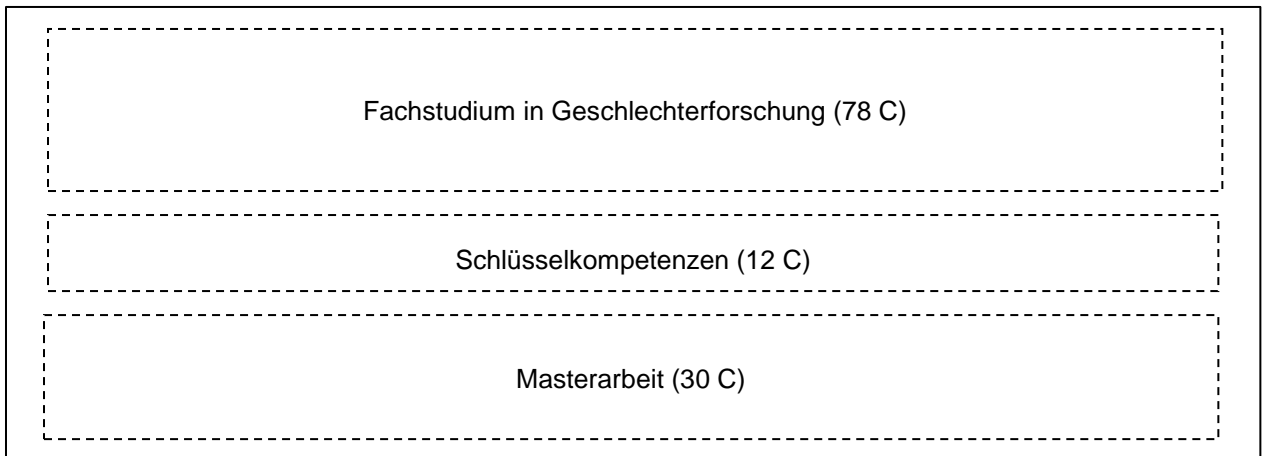 Fachstudium in Geschlechterforschung (78 C)
Schlüsselkompetenzen (12 C)
Masterarbeit (30 C)